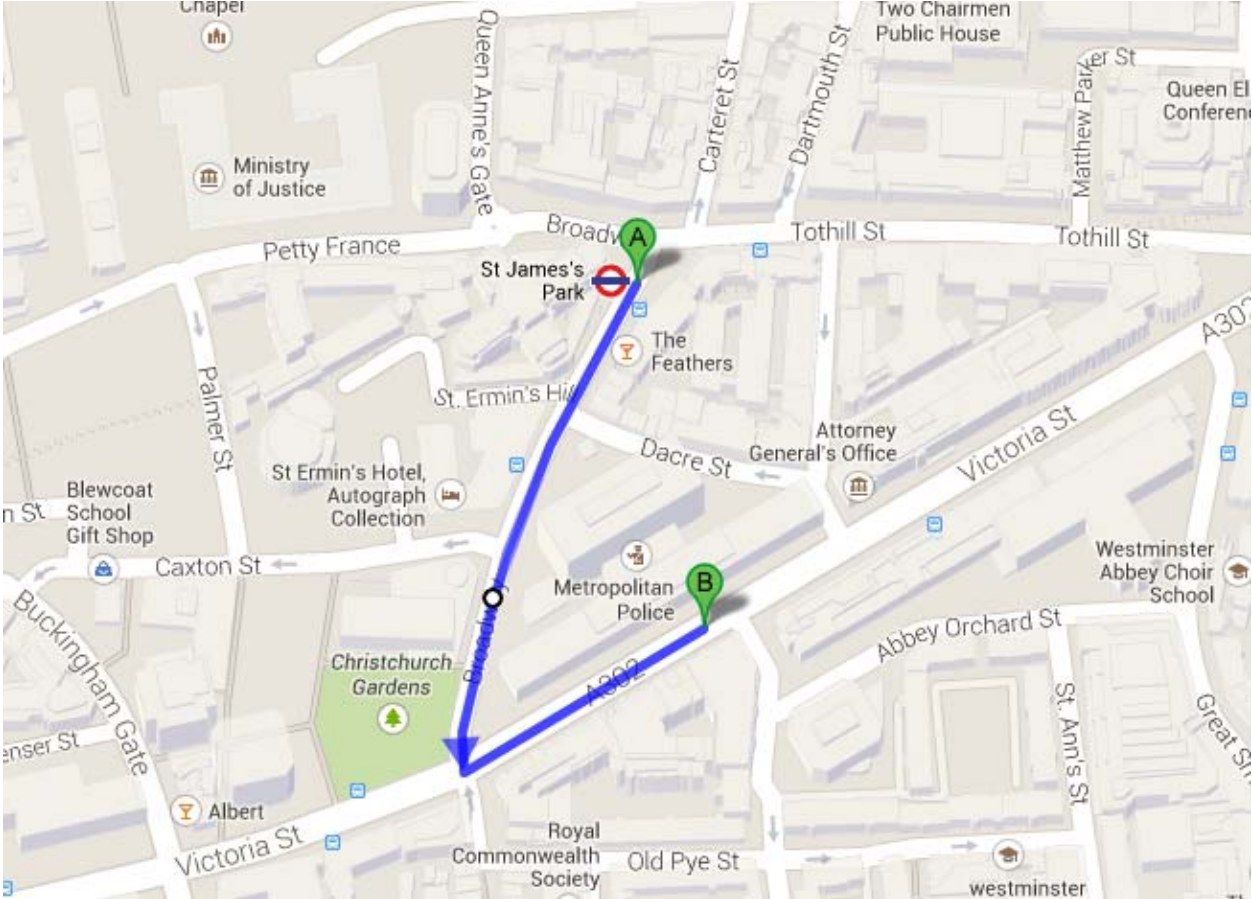 Chapel
Two Chairmen
Public House
Queen Anne's Gate
Carteret St
Dartmouth St
Matthew Parker St
Queen El
Conferen
Ministry
of Justice
Petty France
Broadw
A
Tothill St
Tothill St
St James's
Park
The
Feathers
A302
Palmer St
St. Ermin's Hill
Dacre St
Attorney
General's Office
Victoria St
St Ermin's Hotel,
Autograph
Collection
Blewcoat
School
Gift Shop
n St
Caxton St
Metropolitan
Police
B
Westminster
Abbey Choir
School
Buckingham Gate
Broadway
Christchurch
Gardens
A302
Abbey Orchard St
St. Ann's St
Great Sm
enser St
Albert
Victoria St
Royal
Commonwealth
Society
Old Pye St
westminster